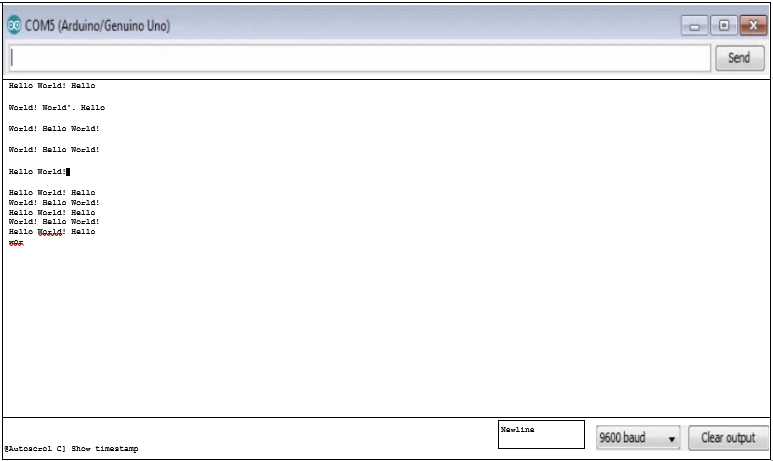 COM5 (Arduino/Genuino Uno)
Send
Hello World! Hello
World! World'. Hello
World! Hello World!
World! Hello World!
Hello World!
Hello World! Hello
World! Hello World!
Hello World! Hello
World! Hello World!
Hello World! Hello
Newline
9600 baud
Clear output
@Autoscrol C] Show timestamp